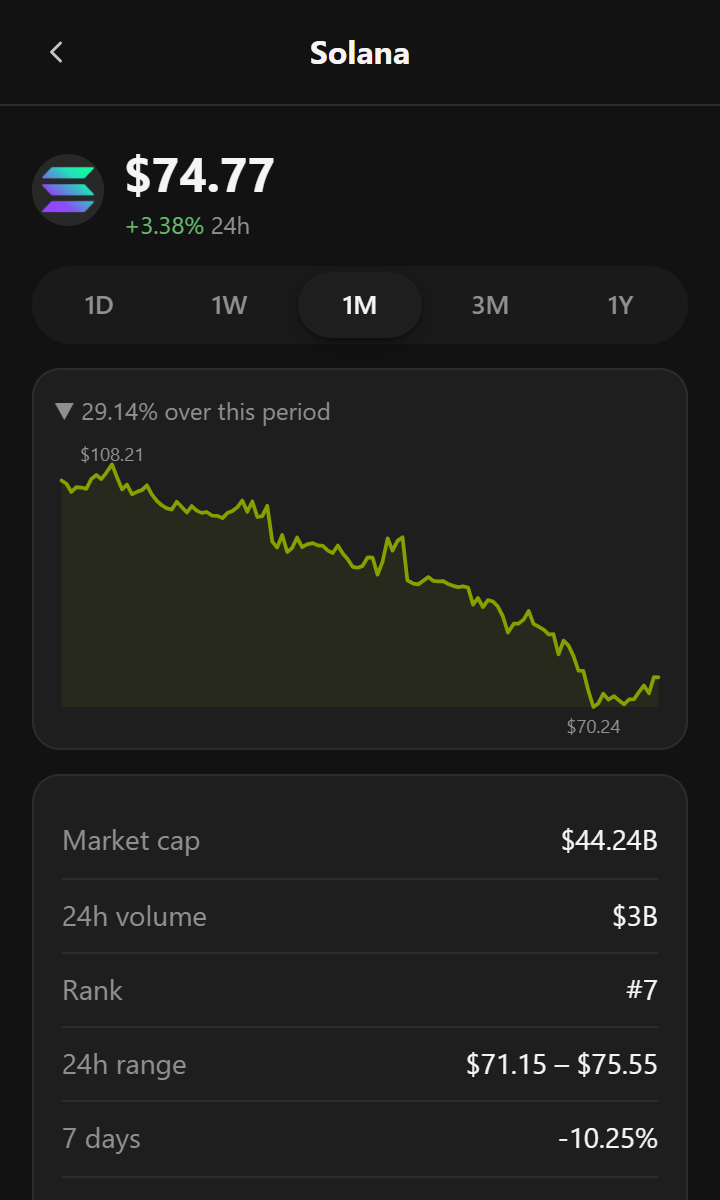 Solana
$74.77
+3.38% 24h
1D 1W 1M 3M 1Y
▼ 29.14% over this period
$108.21
$70.24
Market cap $44.24B
24h volume $3B
Rank #7
24h range $71.15 – $75.55
7 days -10.25%